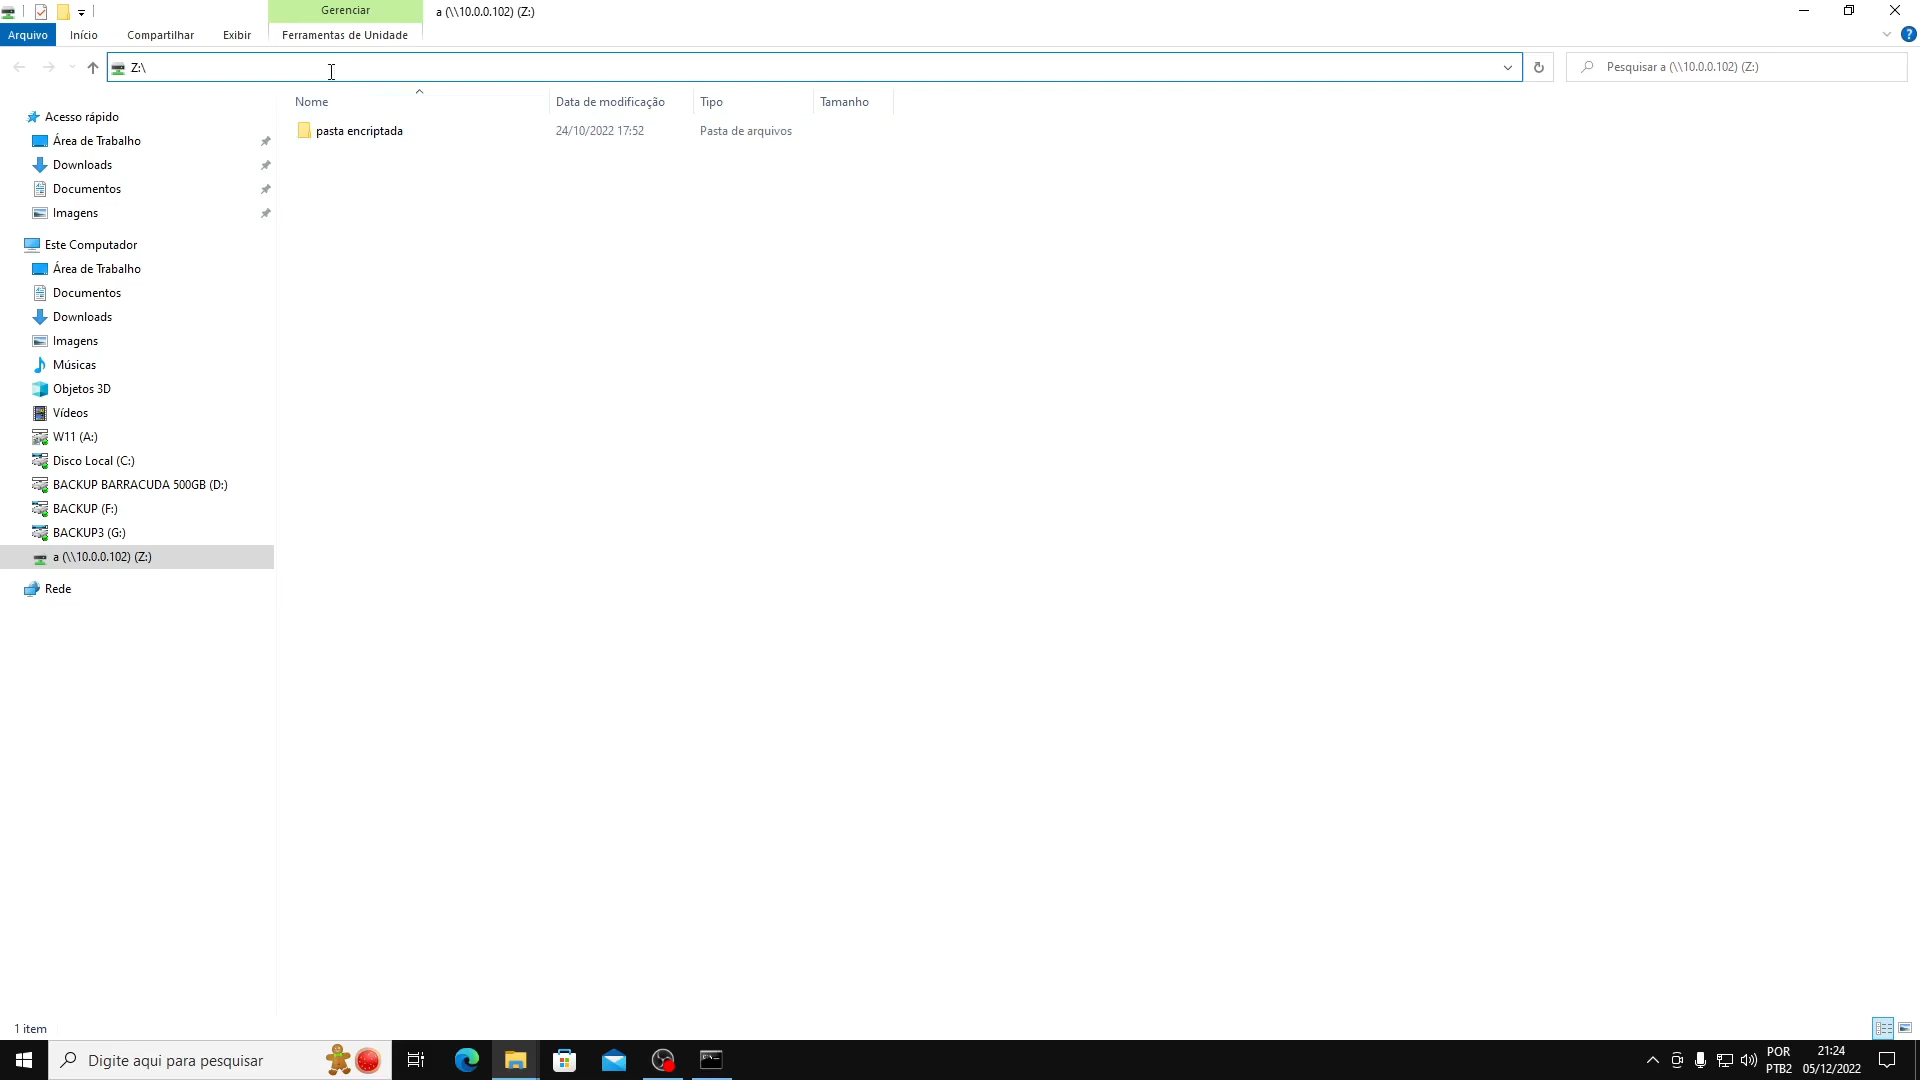 Gerenciar
a (\\10.0.0.102) (Z:)
Arquivo Início Compartilhar Exibir Ferramentas de Unidade
Z:\
Pesquisar a (\\10.0.0.102) (Z:)
Nome Data de modificação Tipo Tamanho
pasta encriptada 24/10/2022 17:52 Pasta de arquivos
Acesso rápido
Área de Trabalho
Downloads
Documentos
Imagens
Este Computador
Área de Trabalho
Documentos
Downloads
Imagens
Músicas
Objetos 3D
Vídeos
W11 (A:)
Disco Local (C:)
BACKUP BARRACUDA 500GB (D:)
BACKUP (F:)
BACKUP3 (G:)
a (\\10.0.0.102) (Z:)
Rede
1 item
Digite aqui para pesquisar
POR
PTB2
21:24
05/12/2022